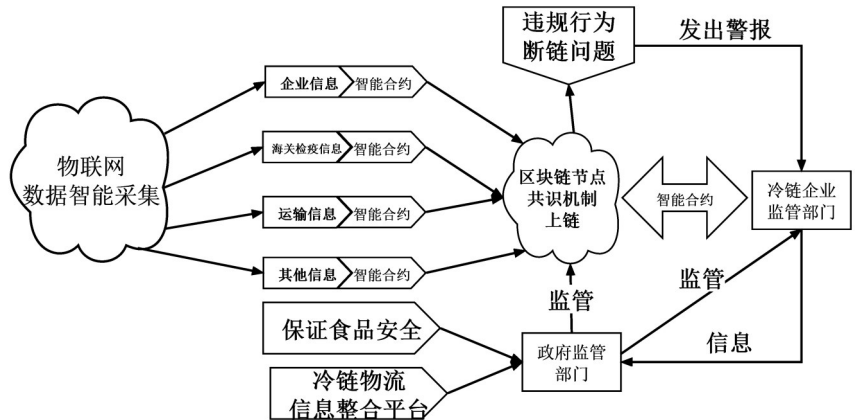 违规行为
断链问题
发出警报
企业信息
智能合约
物联网
数据智能采集
海关检疫信息
智能合约
区块链节点
共识机制
上链
智能合约
冷链企业
监管部门
运输信息
智能合约
其他信息
智能合约
监管
监管
保证食品安全
政府监管
部门
信息
冷链物流
信息整合平台